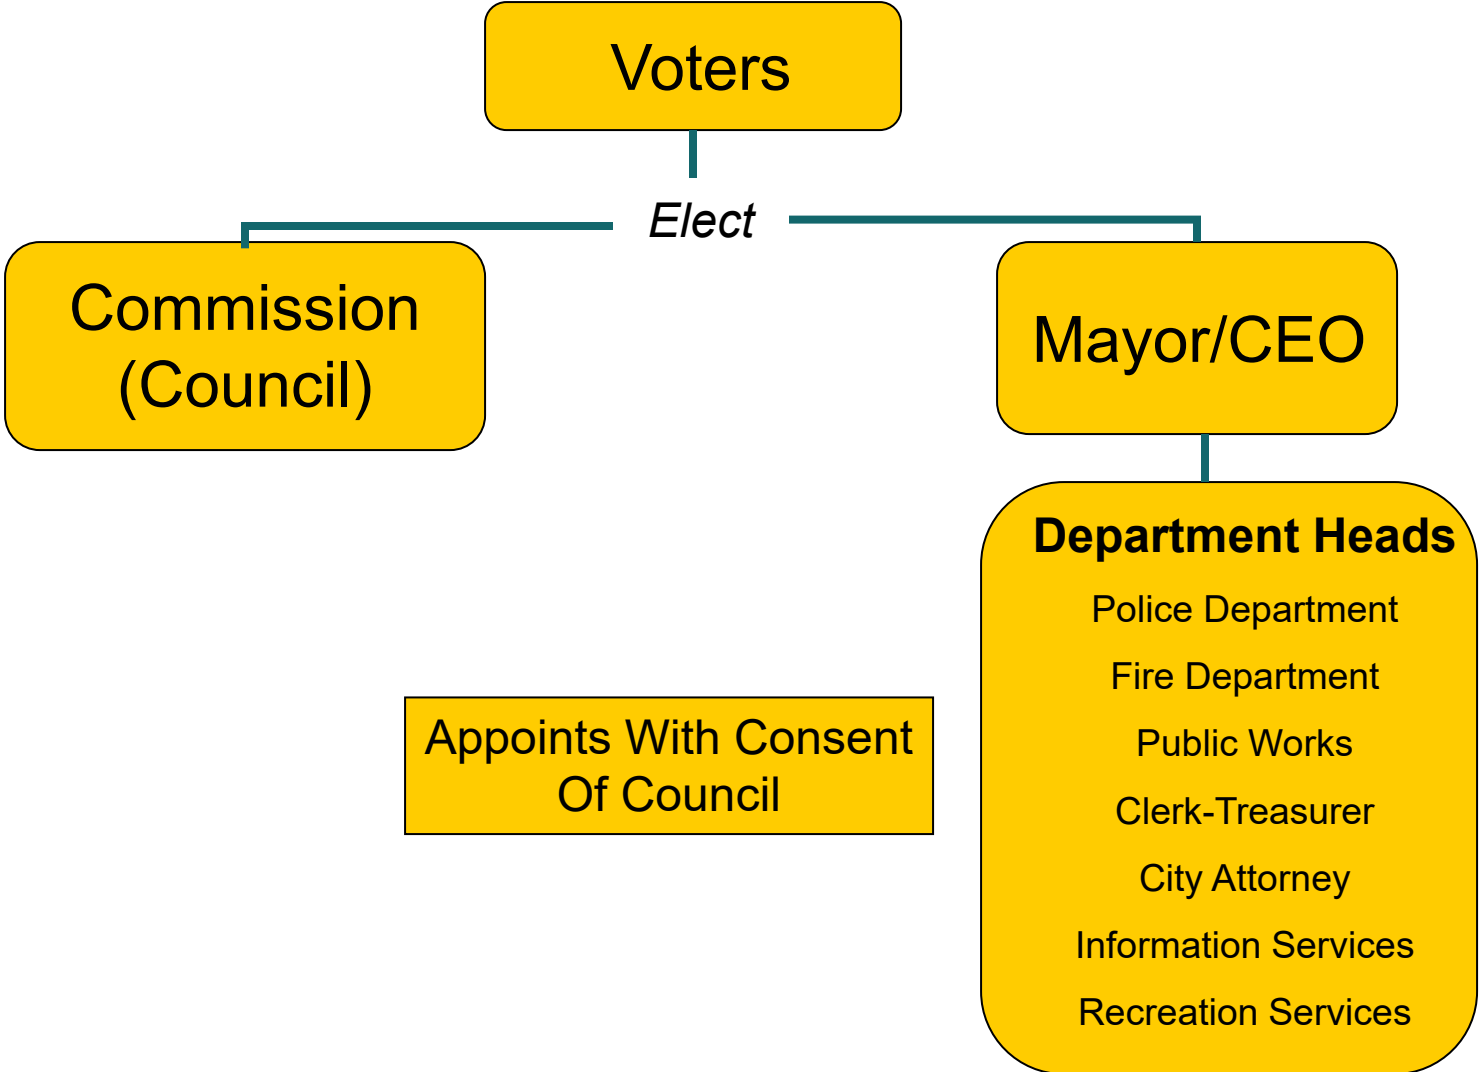 Voters
Elect
Commission
(Council)
Mayor/CEO
Department Heads
Police Department
Fire Department
Public Works
Clerk-Treasurer
City Attorney
Information Services
Recreation Services
Appoints With Consent
Of Council